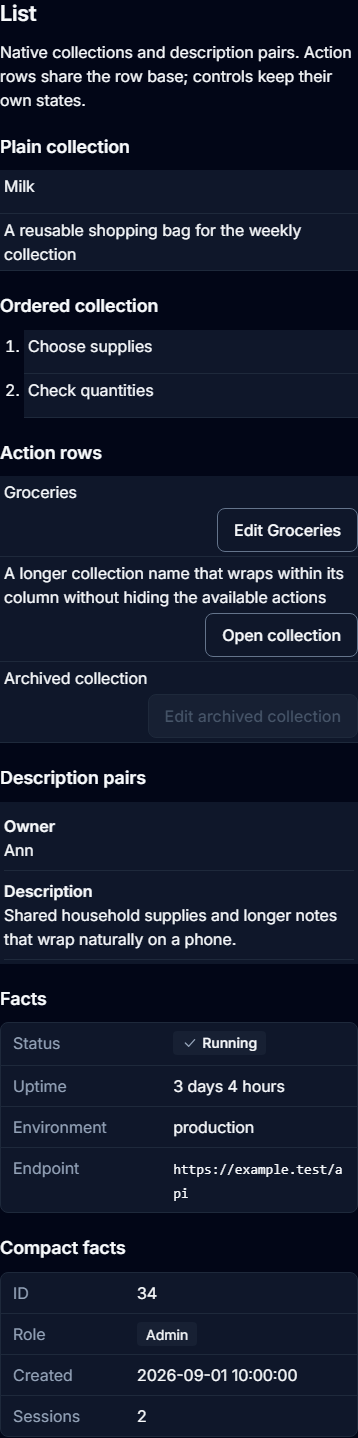 List
Native collections and description pairs. Action
rows share the row base; controls keep their
own states.
Plain collection
Milk
A reusable shopping bag for the weekly
collection
Ordered collection
1. Choose supplies
2. Check quantities
Action rows
Groceries
Edit Groceries
A longer collection name that wraps within its
column without hiding the available actions
Open collection
Archived collection
Edit archived collection
Description pairs
Owner
Ann
Description
Shared household supplies and longer notes
that wrap naturally on a phone.
Facts
Status Running
Uptime 3 days 4 hours
Environment production
Endpoint https://example.test/a
pi
Compact facts
ID 34
Role Admin
Created 2026-09-01 10:00:00
Sessions 2